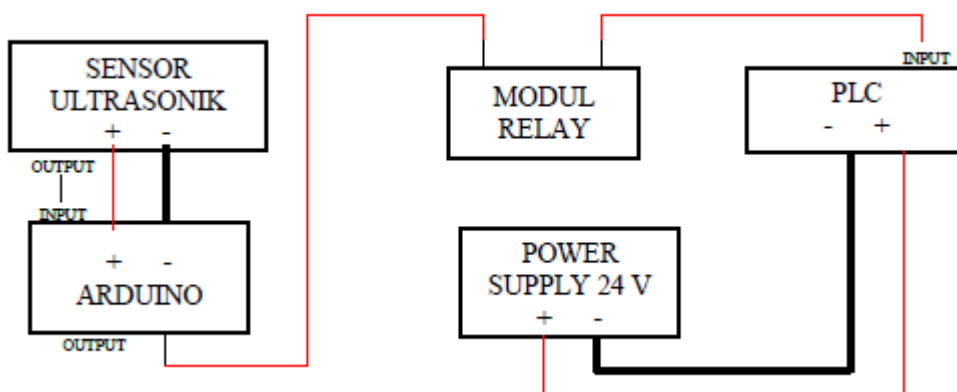 SENSOR
ULTRASONIK
+ -
OUTPUT
INPUT
+ -
ARDUINO
OUTPUT
MODUL
RELAY
INPUT
PLC
- +
POWER
SUPPLY 24 V
+ -